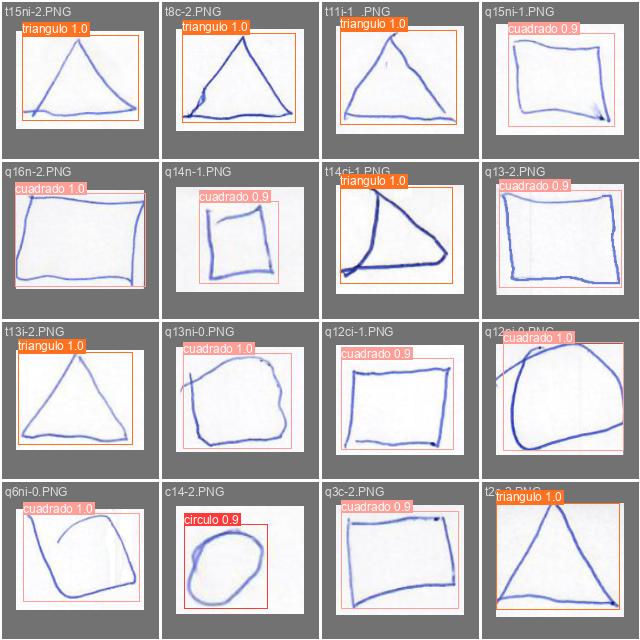 t15ni-2.PNG
triangulo 1.0
t8c-2.PNG
triangulo 1.0
t11i-1 .PNG
triangulo 1.0
q15ni-1.PNG
cuadrado 0.9
q16n-2.PNG
cuadrado 1.0
q14n-1.PNG
cuadrado 0.9
t14ci-1.PNG
triangulo 1.0
q13-2.PNG
cuadrado 0.9
t13i-2.PNG
triangulo 1.0
q13ni-0.PNG
cuadrado 1.0
q12ci-1.PNG
cuadrado 0.9
cuadrado 1.0
q6ni-0.PNG
cuadrado 1.0
c14-2.PNG
circulo 0.9
q3c-2.PNG
cuadrado 0.9
triangulo 1.0